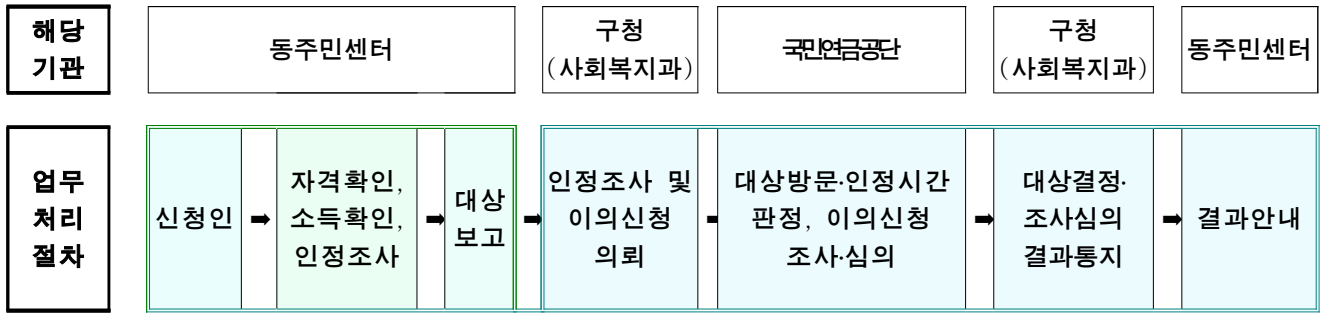 해당
기관
동주민센터
구청
(사회복지과)
국민연금공단
구청
(사회복지과)
동주민센터
업무
처리
절차
신청인
➡
자격확인,
소득확인,
인정조사
➡
대상
보고
➡
인정조사 및
이의신청
의뢰
➡
대상방문·인정시간
판정, 이의신청
조사·심의
➡
대상결정·
조사심의
결과통지
➡
결과안내